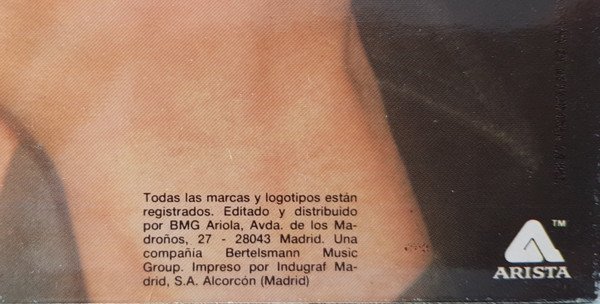 Todas las marcas y logotipos están
registrados. Editado y distribuido
por BMG Ariola, Avda. de los Ma-
droños, 27 - 28043 Madrid. Una
compañía Bertelsmann Music
Group. Impreso por Indugraf Ma-
drid, S.A. Alcorcón (Madrid)
TM
ARISTA